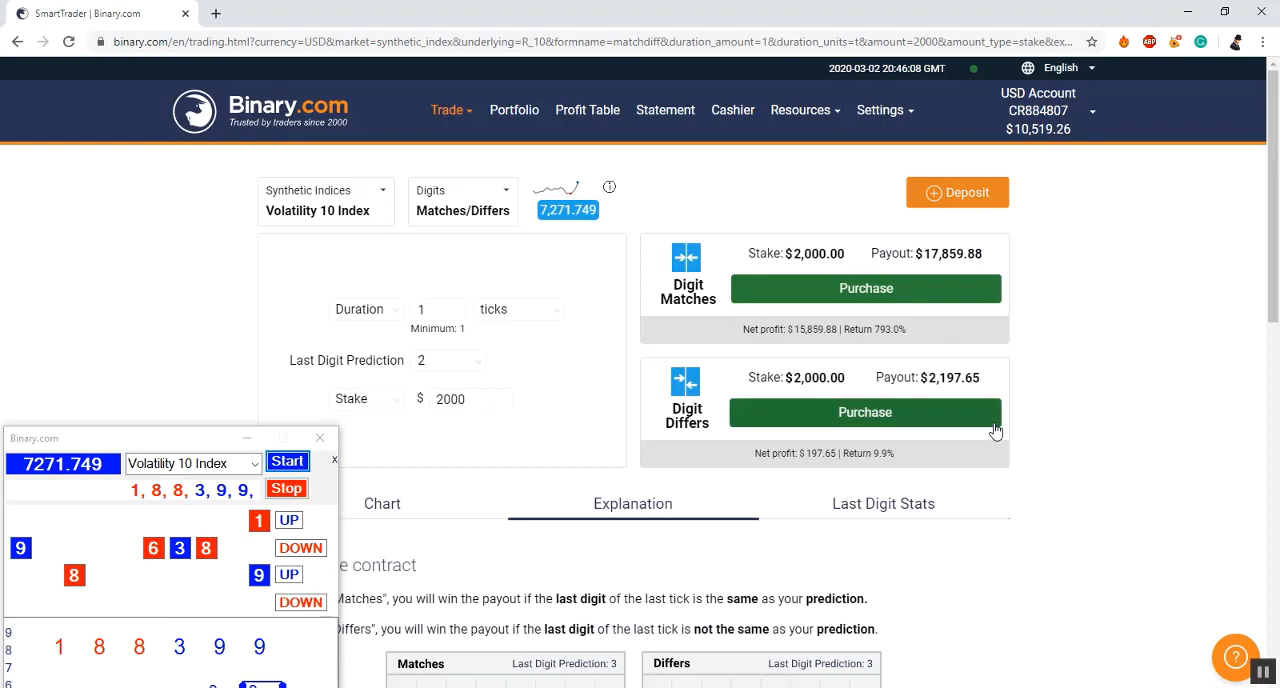 SmartTrader | Binary.com
binary.com/en/trading.html?currency=USD&market=synthetic_index&underlying=R_10&formname=matchdiff&duration_amount=1&duration_units=t&amount=2000&amount_type=stake&ex...
ABP
2020-03-02 20:46:08 GMT
English
Binary.com
Trusted by traders since 2000
Trade
Portfolio
Profit Table
Statement
Cashier
Resources
Settings
USD Account
CR884807
$10,519.26
Synthetic Indices
Volatility 10 Index
Digits
Matches/Differs
7,271.749
Deposit
Duration 1 ticks
Minimum: 1
Last Digit Prediction 2
Stake $ 2000
Digit
Matches
Stake: $2,000.00 Payout: $17,859.88
Purchase
Net profit: $15,859.88 | Return 793.0%
Digit
Differs
Stake: $2,000.00 Payout: $2,197.65
Purchase
Net profit: $197.65 | Return 9.9%
Binary.com
x
7271.749 Volatility 10 Index Start
1, 8, 8, 3, 9, 9, Stop
1 UP
9 6 3 8 DOWN
8 9 UP
DOWN
9
8
7
6
1 8 8 3 9 9
Chart
Explanation
Last Digit Stats
e contract
Matches", you will win the payout if the last digit of the last tick is the same as your prediction.
Differs", you will win the payout if the last digit of the last tick is not the same as your prediction.
Matches Last Digit Prediction: 3
Differs Last Digit Prediction: 3